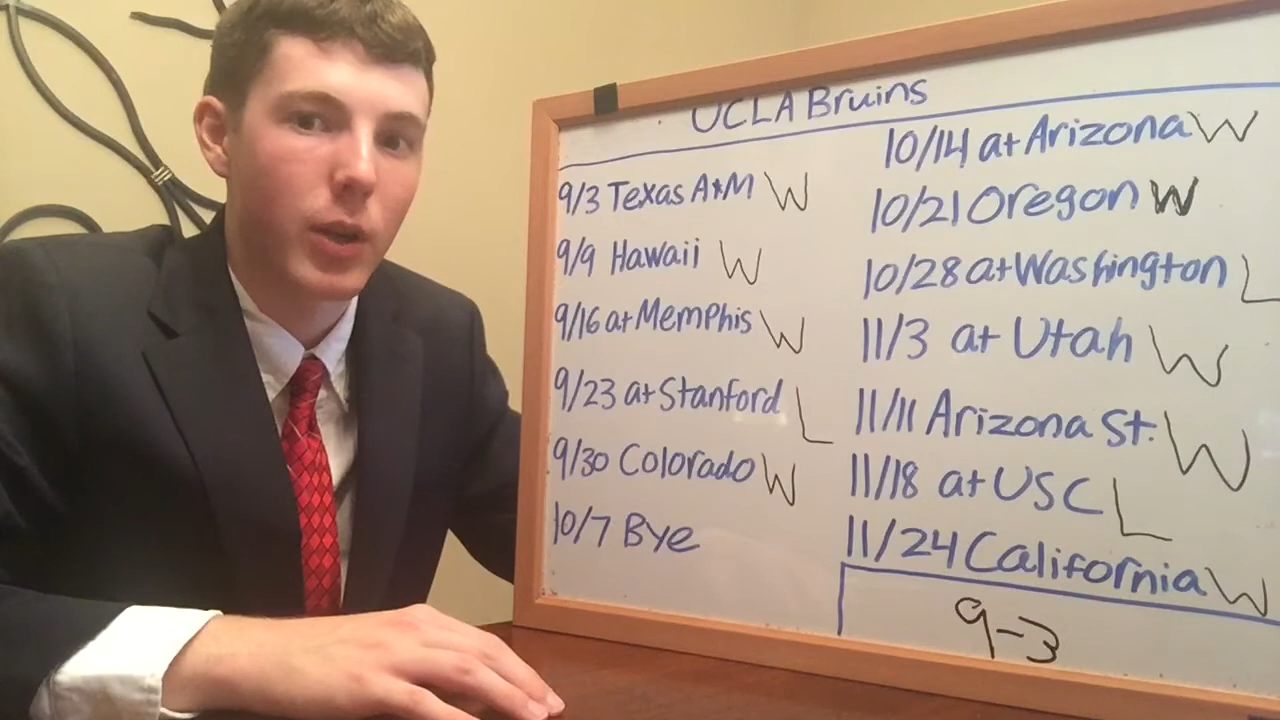 UCLA Bruins
9/3 Texas A&M W
9/9 Hawaii W
9/16 at Memphis W
9/23 at Stanford L
9/30 Colorado W
10/7 Bye
10/14 at Arizona W
10/21 Oregon W
10/28 at Washington L
11/3 at Utah W
11/11 Arizona St. W
11/18 at USC L
11/24 California W
9-3